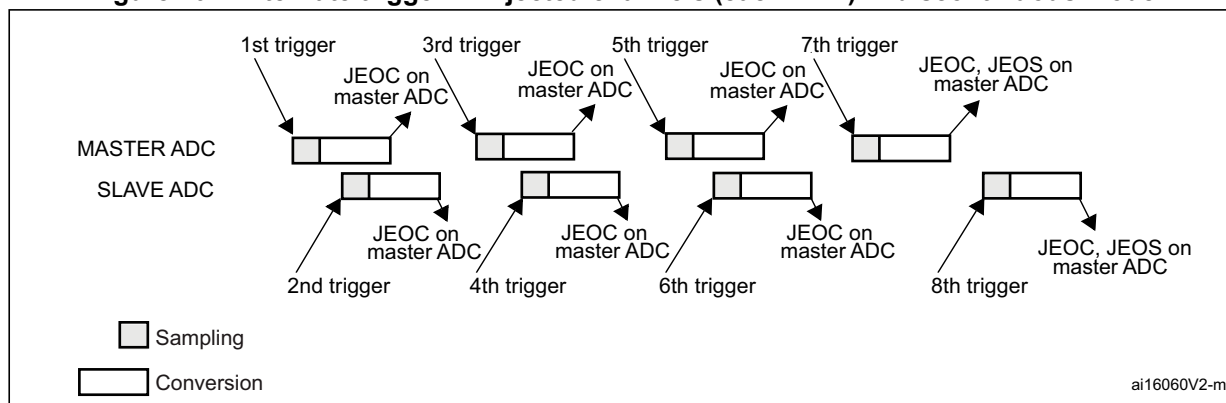 1st trigger
3rd trigger
5th trigger
7th trigger
JEOC on
master ADC
JEOC on
master ADC
JEOC on
master ADC
JEOC, JEOS on
master ADC
MASTER ADC
SLAVE ADC
JEOC on
master ADC
JEOC on
master ADC
JEOC on
master ADC
JEOC, JEOS on
master ADC
2nd trigger
4th trigger
6th trigger
8th trigger
Sampling
Conversion
ai16060V2-m